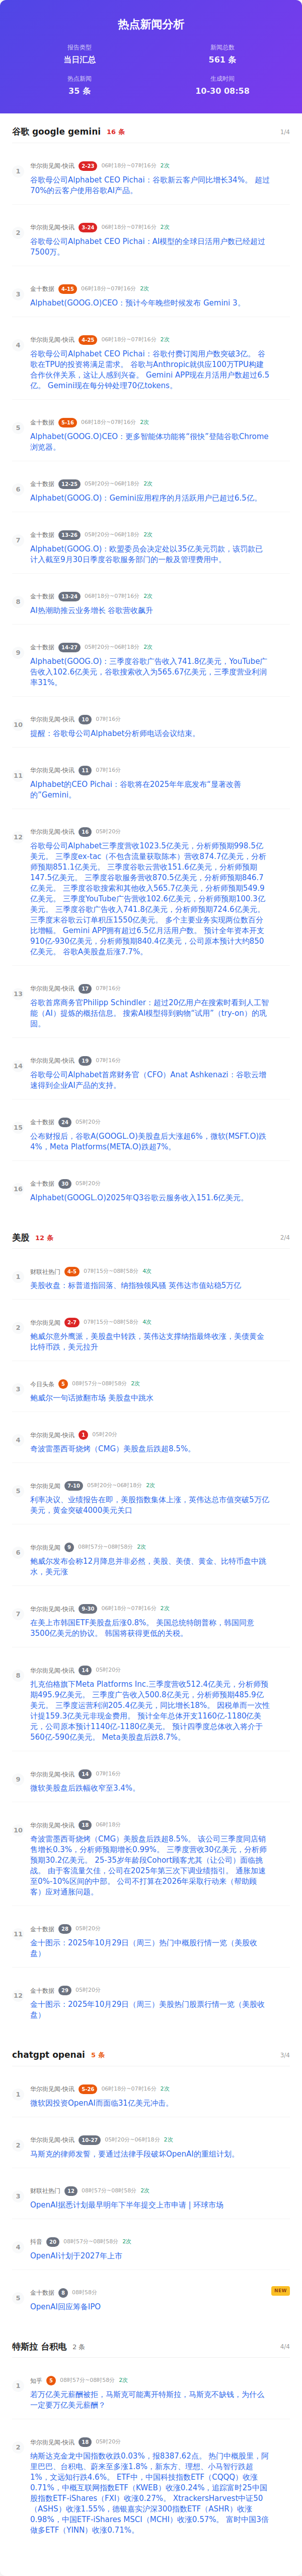 热点新闻分析
报告类型
当日汇总
新闻总数
561 条
热点新闻
35 条
生成时间
10-30 08:58
谷歌 google gemini 16 条 1/4
1
华尔街见闻-快讯 2-23 06时18分~07时16分 2次
谷歌母公司Alphabet CEO Pichai：谷歌新云客户同比增长34%。 超过
70%的云客户使用谷歌AI产品。
2
华尔街见闻-快讯 3-24 06时18分~07时16分 2次
谷歌母公司Alphabet CEO Pichai：AI模型的全球日活用户数已经超过
7500万。
3
金十数据 4-15 06时18分~07时16分 2次
Alphabet(GOOG.O)CEO：预计今年晚些时候发布 Gemini 3。
4
华尔街见闻-快讯 4-25 06时18分~07时16分 2次
谷歌母公司Alphabet CEO Pichai：谷歌付费订阅用户数突破3亿。 谷
歌在TPU的投资将满足需求。 谷歌与Anthropic就供应100万TPU构建
合作伙伴关系，这让人感到兴奋。 Gemini APP现在月活用户数超过6.5
亿。 Gemini现在每分钟处理70亿tokens。
5
金十数据 5-16 06时18分~07时16分 2次
Alphabet(GOOG.O)CEO：更多智能体功能将“很快”登陆谷歌Chrome
浏览器。
6
金十数据 12-25 05时20分~06时18分 2次
Alphabet(GOOG.O)：Gemini应用程序的月活跃用户已超过6.5亿。
7
金十数据 13-26 05时20分~06时18分 2次
Alphabet(GOOG.O)：欧盟委员会决定处以35亿美元罚款，该罚款已
计入截至9月30日季度谷歌服务部门的一般及管理费用中。
8
金十数据 13-24 06时18分~07时16分 2次
AI热潮助推云业务增长 谷歌营收飙升
9
金十数据 14-27 05时20分~06时18分 2次
Alphabet(GOOG.O)：三季度谷歌广告收入741.8亿美元，YouTube广
告收入102.6亿美元，谷歌搜索收入为565.67亿美元，三季度营业利润
率31%。
10
华尔街见闻-快讯 10 07时16分
提醒：谷歌母公司Alphabet分析师电话会议结束。
11
华尔街见闻-快讯 11 07时16分
Alphabet的CEO Pichai：谷歌将在2025年年底发布“显著改善
的”Gemini。
12
华尔街见闻-快讯 16 05时20分
谷歌母公司Alphabet三季度营收1023.5亿美元，分析师预期998.5亿
美元。 三季度ex-tac（不包含流量获取陈本）营收874.7亿美元，分析
师预期851.1亿美元。 三季度谷歌云营收151.6亿美元，分析师预期
147.5亿美元。 三季度谷歌服务营收870.5亿美元，分析师预期846.7
亿美元。 三季度谷歌搜索和其他收入565.7亿美元，分析师预期549.9
亿美元。 三季度YouTube广告营收102.6亿美元，分析师预期100.3亿
美元。 三季度谷歌广告收入741.8亿美元，分析师预期724.6亿美元。
三季度末谷歌云订单积压1550亿美元。 多个主要业务实现两位数百分
比增幅。 Gemini APP拥有超过6.5亿月活用户数。 预计全年资本开支
910亿-930亿美元，分析师预期840.4亿美元，公司原本预计大约850
亿美元。 谷歌A美股盘后涨7.7%。
13
华尔街见闻-快讯 17 07时16分
谷歌首席商务官Philipp Schindler：超过20亿用户在搜索时看到人工智
能（AI）提炼的概括信息。 搜索AI模型得到购物“试用”（try-on）的巩
固。
14
华尔街见闻-快讯 19 07时16分
谷歌母公司Alphabet首席财务官（CFO）Anat Ashkenazi：谷歌云增
速得到企业AI产品的支持。
15
金十数据 24 05时20分
公布财报后，谷歌A(GOOGL.O)美股盘后大涨超6%，微软(MSFT.O)跌
4%，Meta Platforms(META.O)跌超7%。
16
金十数据 30 05时20分
Alphabet(GOOGL.O)2025年Q3谷歌云服务收入151.6亿美元。
美股 12 条 2/4
1
财联社热门 4-5 07时15分~08时58分 4次
美股收盘：标普道指回落、纳指独领风骚 英伟达市值站稳5万亿
2
华尔街见闻 2-7 07时15分~08时58分 4次
鲍威尔意外鹰派，美股盘中转跌，英伟达支撑纳指最终收涨，美债黄金
比特币跌，美元拉升
3
今日头条 5 08时57分~08时58分 2次
鲍威尔一句话掀翻市场 美股盘中跳水
4
华尔街见闻-快讯 1 05时20分
奇波雷墨西哥烧烤（CMG）美股盘后跌超8.5%。
5
华尔街见闻 7-10 05时20分~06时18分 2次
利率决议、业绩报告在即，美股指数集体上涨，英伟达总市值突破5万亿
美元，黄金突破4000美元关口
6
华尔街见闻 9 08时57分~08时58分 2次
鲍威尔发布会称12月降息并非必然，美股、美债、黄金、比特币盘中跳
水，美元涨
7
华尔街见闻-快讯 9-30 06时18分~07时16分 2次
在美上市韩国ETF美股盘后涨0.8%。 美国总统特朗普称，韩国同意
3500亿美元的协议。 韩国将获得更低的关税。
8
华尔街见闻-快讯 14 05时20分
扎克伯格旗下Meta Platforms Inc.三季度营收512.4亿美元，分析师预
期495.9亿美元。 三季度广告收入500.8亿美元，分析师预期485.9亿
美元。 三季度运营利润205.4亿美元，同比增长18%。 因税单而一次性
计提159.3亿美元非现金费用。 预计全年总体开支1160亿-1180亿美
元，公司原本预计1140亿-1180亿美元。 预计四季度总体收入将介于
560亿-590亿美元。 Meta美股盘后跌8.7%。
9
华尔街见闻-快讯 14 07时16分
微软美股盘后跌幅收窄至3.4%。
10
华尔街见闻-快讯 18 06时18分
奇波雷墨西哥烧烤（CMG）美股盘后跌超8.5%。 该公司三季度同店销
售增长0.3%，分析师预期增长0.99%。 三季度营收30亿美元，分析师
预期30.2亿美元。 25-35岁年龄段Cohort顾客尤其（让公司）面临挑
战。 由于客流量欠佳，公司在2025年第三次下调业绩指引。 通胀加速
至0%-10%区间的中部。 公司不打算在2026年采取行动来（帮助顾
客）应对通胀问题。
11
金十数据 28 05时20分
金十图示：2025年10月29日（周三）热门中概股行情一览（美股收
盘）
12
金十数据 29 05时20分
金十图示：2025年10月29日（周三）美股热门股票行情一览（美股收
盘）
chatgpt openai 5 条 3/4
1
华尔街见闻-快讯 5-26 06时18分~07时16分 2次
微软因投资OpenAI而面临31亿美元冲击。
2
华尔街见闻-快讯 10-27 05时20分~06时18分 2次
马斯克的律师发誓，要通过法律手段破坏OpenAI的重组计划。
3
财联社热门 12 08时57分~08时58分 2次
OpenAI据悉计划最早明年下半年提交上市申请 | 环球市场
4
抖音 20 08时57分~08时58分 2次
OpenAI计划于2027年上市
5
金十数据 6 08时58分 NEW
OpenAI回应筹备IPO
特斯拉 台积电 2 条 4/4
1
知乎 5 08时57分~08时58分 2次
若万亿美元薪酬被拒，马斯克可能离开特斯拉，马斯克不缺钱，为什么
一定要万亿美元薪酬？
2
华尔街见闻-快讯 18 05时20分
纳斯达克金龙中国指数收跌0.03%，报8387.62点。 热门中概股里，阿
里巴巴、台积电、蔚来至多涨1.8%，新东方、理想、小马智行跌超
1%，文远知行跌4.6%。 ETF中，中国科技指数ETF（CQQQ）收涨
0.71%，中概互联网指数ETF（KWEB）收涨0.24%，追踪富时25中国
股指数ETF-iShares（FXI）收涨0.27%。 XtrackersHarvest中证50
（ASHS）收涨1.55%，德银嘉实沪深300指数ETF（ASHR）收涨
0.98%，中国ETF-iShares MSCI（MCHI）收涨0.57%。 富时中国3倍
做多ETF（YINN）收涨0.71%。